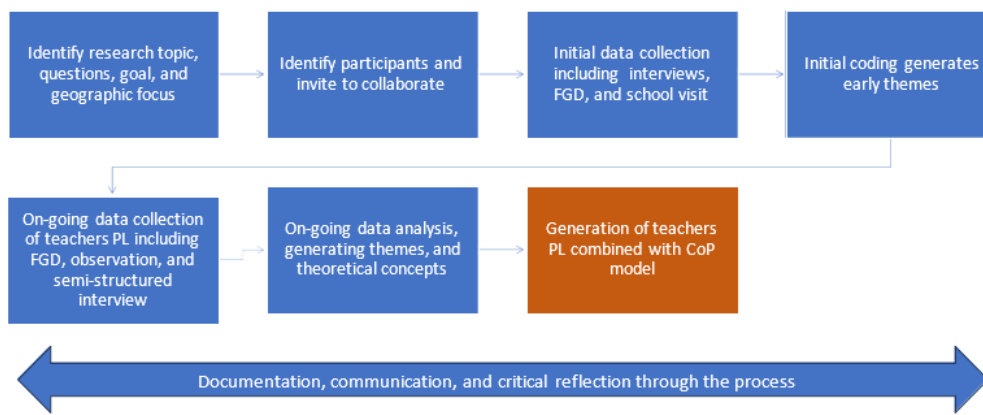 Identify research topic,
questions, goal, and
geographic focus
Identify participants and
invite to collaborate
Initial data collection
including interviews,
FGD, and school visit
Initial coding generates
early themes
On-going data collection
of teachers PL including
FGD, observation, and
semi-structured
interview
On-going data analysis,
generating themes, and
theoretical concepts
Generation of teachers
PL combined with CoP
model
Documentation, communication, and critical reflection through the process